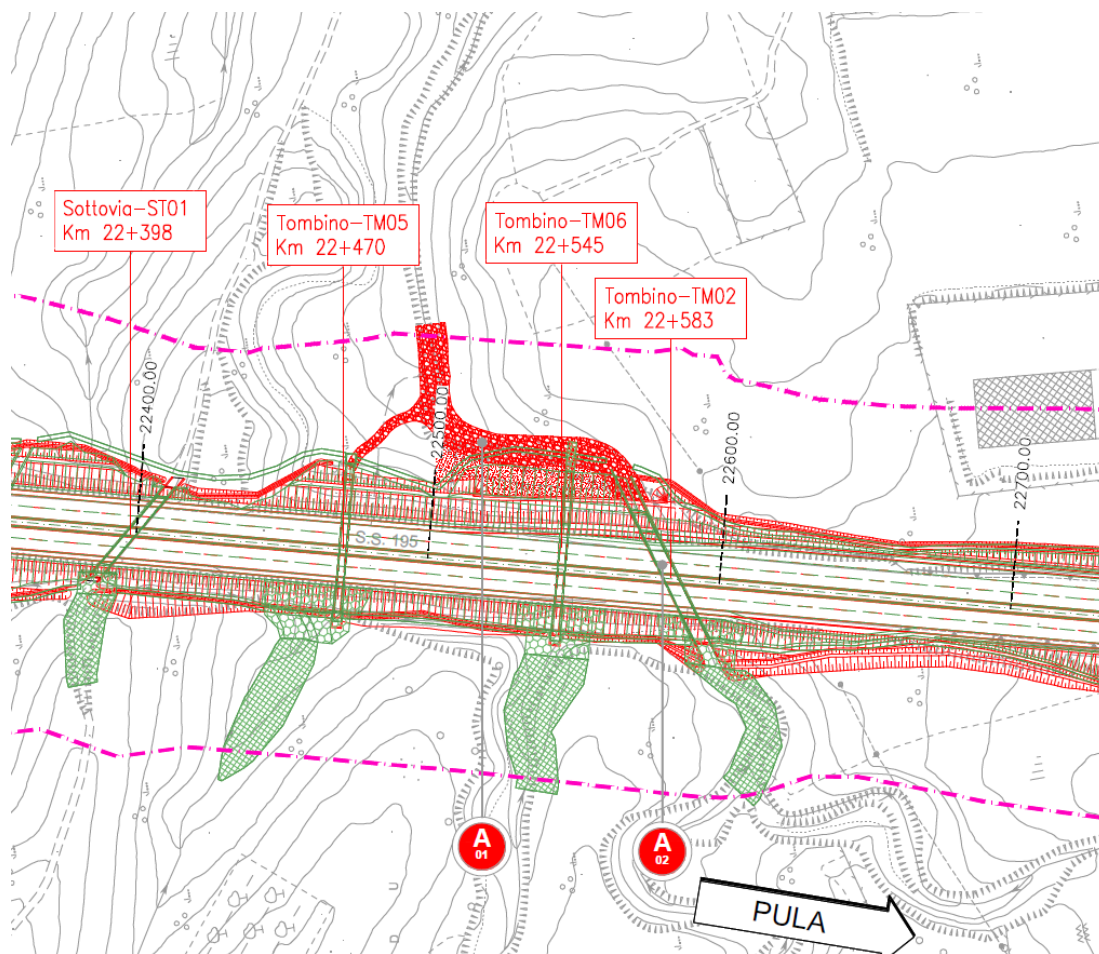 Sottovia-ST01
Km 22+398
Tombino-TM05
Km 22+470
Tombino-TM06
Km 22+545
Tombino-TM02
Km 22+583
22400.00
22500.00
22600.00
22700.00
S.S. 195
A
01
A
02
PULA